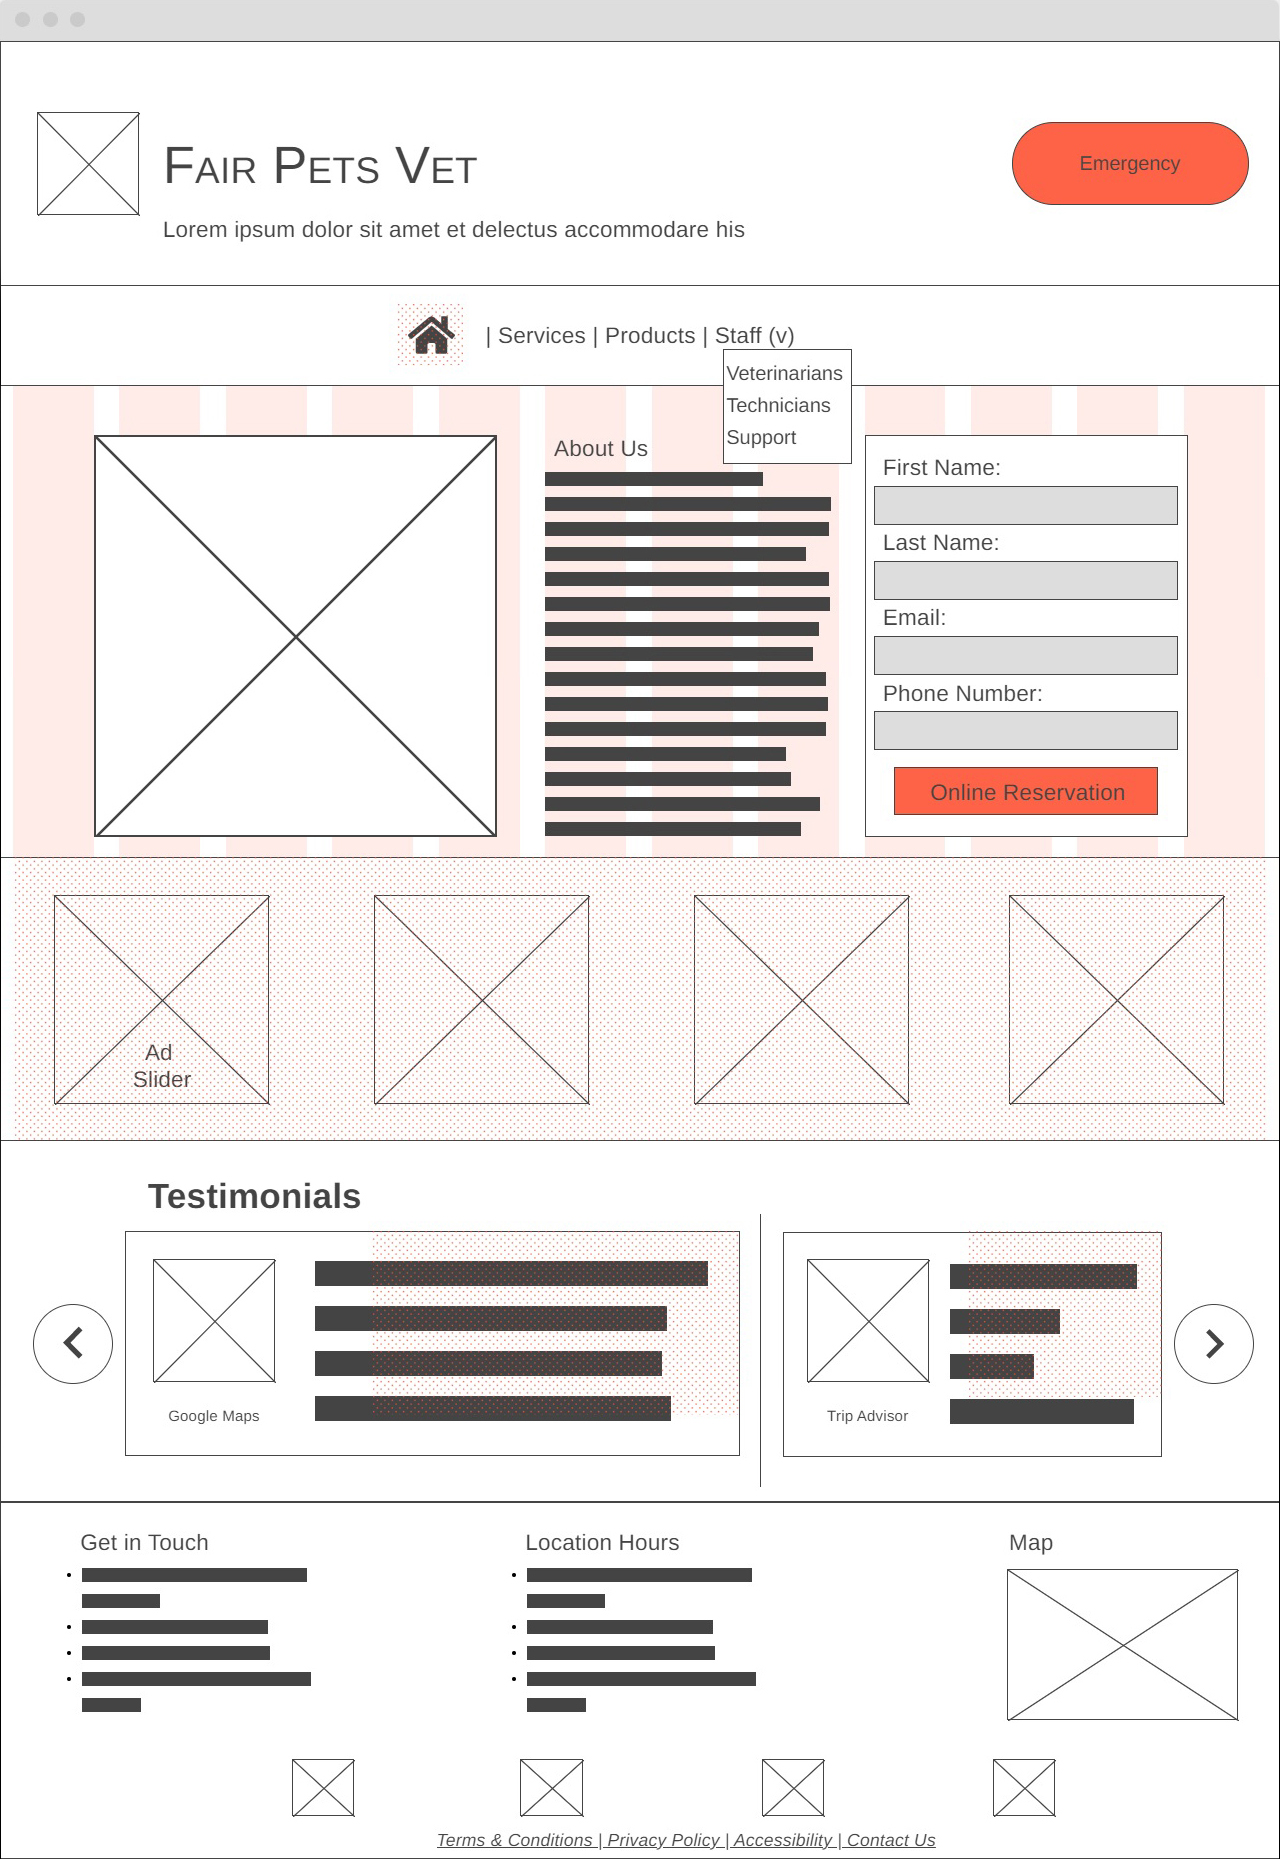 Fair Pets Vet
Emergency
Lorem ipsum dolor sit amet et delectus accommodare his
| Services | Products | Staff (v)
Veterinarians
Technicians
Support
About Us
First Name:
Last Name:
Email:
Phone Number:
Online Reservation
Ad
Slider
Testimonials
Google Maps
Trip Advisor
Get in Touch
Location Hours
Map
Terms & Conditions | Privacy Policy | Accessibility | Contact Us